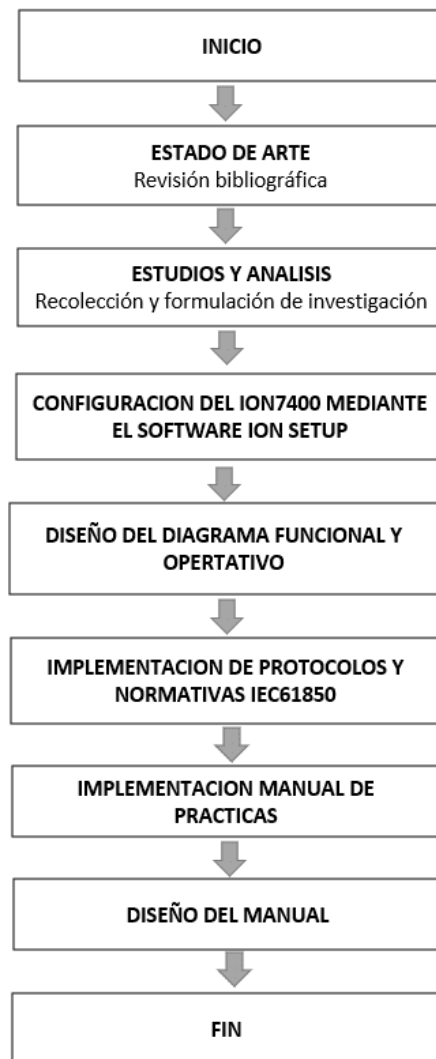 INICIO
ESTADO DE ARTE
Revisión bibliográfica
ESTUDIOS Y ANALISIS
Recolección y formulación de investigación
CONFIGURACION DEL ION7400 MEDIANTE
EL SOFTWARE ION SETUP
DISEÑO DEL DIAGRAMA FUNCIONAL Y
OPERTATIVO
IMPLEMENTACION DE PROTOCOLOS Y
NORMATIVAS IEC61850
IMPLEMENTACION MANUAL DE
PRACTICAS
DISEÑO DEL MANUAL
FIN